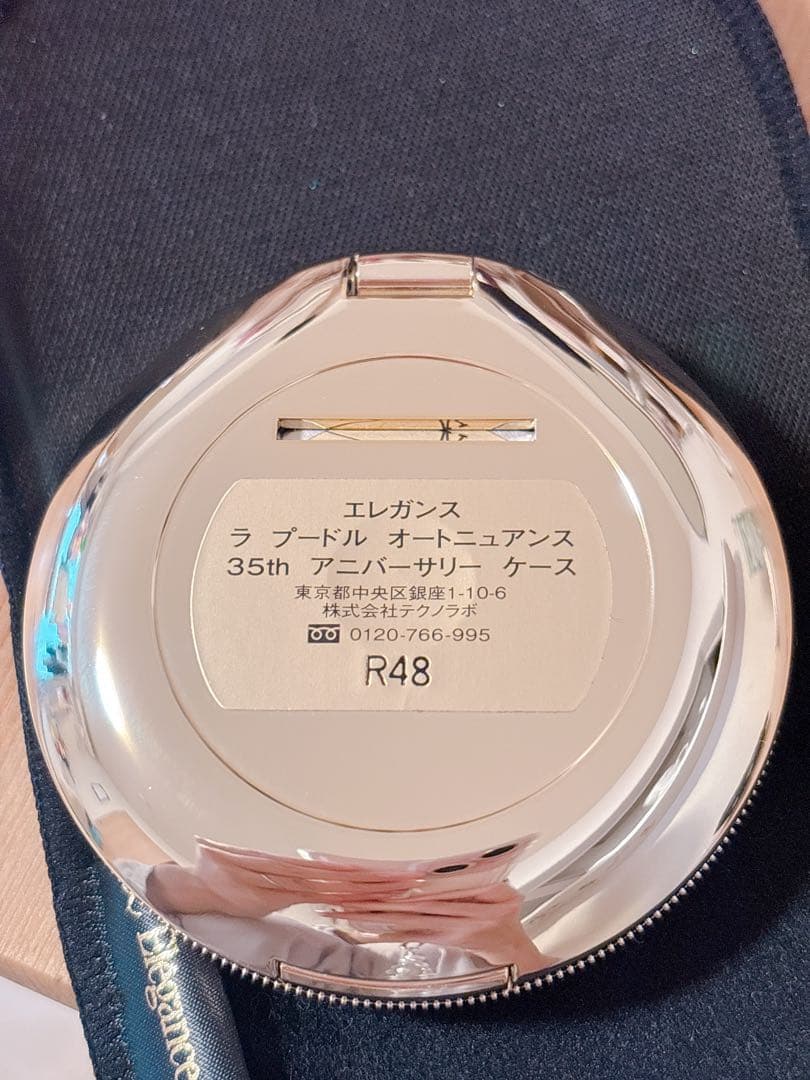 エレガンス
ラ プードル オートニュアンス
35th アニバーサリー ケース
東京都中央区銀座1-10-6
株式会社テクノラボ
0120-766-995
R48
Elégance